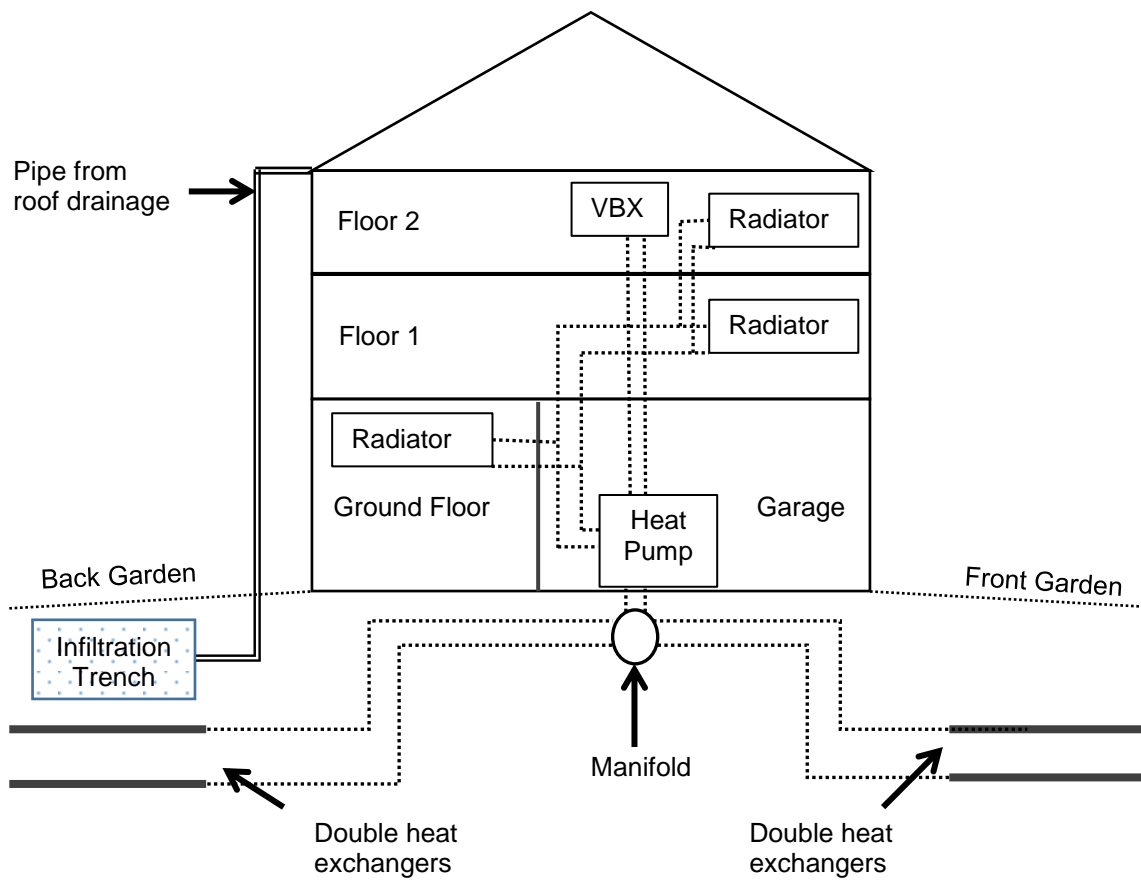 Pipe from
roof drainage
VBX
Floor 2
Radiator
Floor 1
Radiator
Radiator
Ground Floor
Heat
Pump
Garage
Back Garden
Front Garden
Infiltration
Trench
Manifold
Double heat
exchangers
Double heat
exchangers